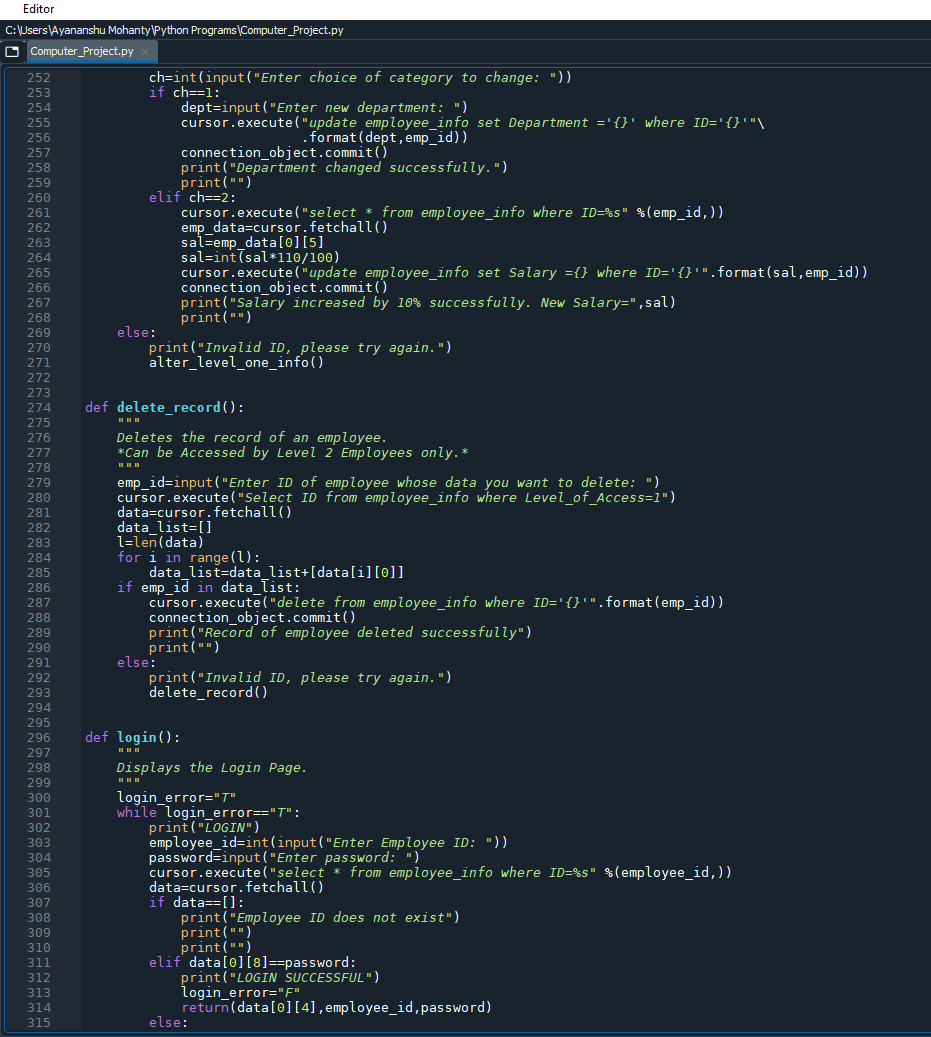 Editor
C:\Users\Ayananshu Mohanty\Python Programs\Computer_Project.py
Computer_Project.py
252         ch=int(input("Enter choice of category to change: "))
253         if ch==1:
254             dept=input("Enter new department: ")
255             cursor.execute("update employee_info set Department ='{}' where ID='{}'"\
256                            .format(dept,emp_id))
257             connection_object.commit()
258             print("Department changed successfully.")
259             print("")
260         elif ch==2:
261             cursor.execute("select * from employee_info where ID=%s" %(emp_id,))
262             emp_data=cursor.fetchall()
263             sal=emp_data[0][5]
264             sal=int(sal*110/100)
265             cursor.execute("update employee_info set Salary ={} where ID='{}'".format(sal,emp_id))
266             connection_object.commit()
267             print("Salary increased by 10% successfully. New Salary=",sal)
268             print("")
269     else:
270         print("Invalid ID, please try again.")
271         alter_level_one_info()
272
273
274 def delete_record():
275     """
276     Deletes the record of an employee.
277     *Can be Accessed by Level 2 Employees only.*
278     """
279     emp_id=input("Enter ID of employee whose data you want to delete: ")
280     cursor.execute("Select ID from employee_info where Level_of_Access=1")
281     data=cursor.fetchall()
282     data_list=[]
283     l=len(data)
284     for i in range(l):
285         data_list=data_list+[data[i][0]]
286     if emp_id in data_list:
287         cursor.execute("delete from employee_info where ID='{}'".format(emp_id))
288         connection_object.commit()
289         print("Record of employee deleted successfully")
290         print("")
291     else:
292         print("Invalid ID, please try again.")
293         delete_record()
294
295
296 def login():
297     """
298     Displays the Login Page.
299     """
300     login_error="T"
301     while login_error=="T":
302         print("LOGIN")
303         employee_id=int(input("Enter Employee ID: "))
304         password=input("Enter password: ")
305         cursor.execute("select * from employee_info where ID=%s" %(employee_id,))
306         data=cursor.fetchall()
307         if data==[]:
308             print("Employee ID does not exist")
309             print("")
310             print("")
311         elif data[0][8]==password:
312             print("LOGIN SUCCESSFUL")
313             login_error="F"
314             return(data[0][4],employee_id,password)
315         else: